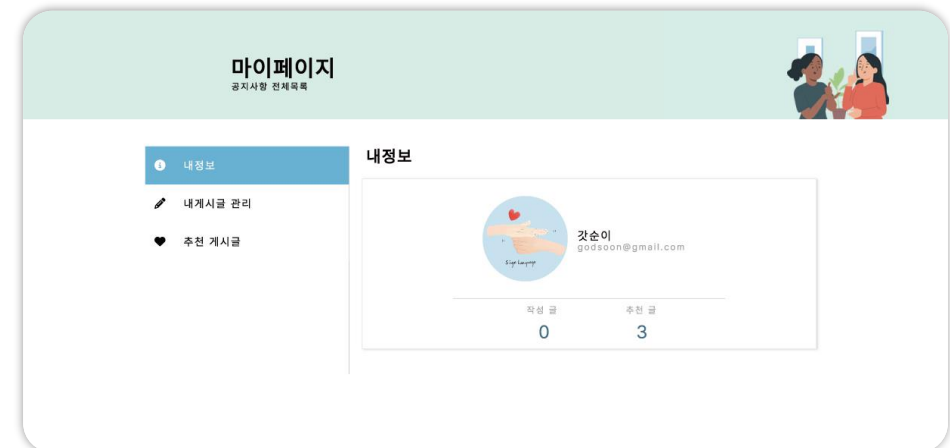 마이페이지
공지사항 전체목록
내정보
내게시글 관리
추천 게시글
내정보
갓순이
godsoon@gmail.com
Sign Language
작성 글
추천 글
0
3